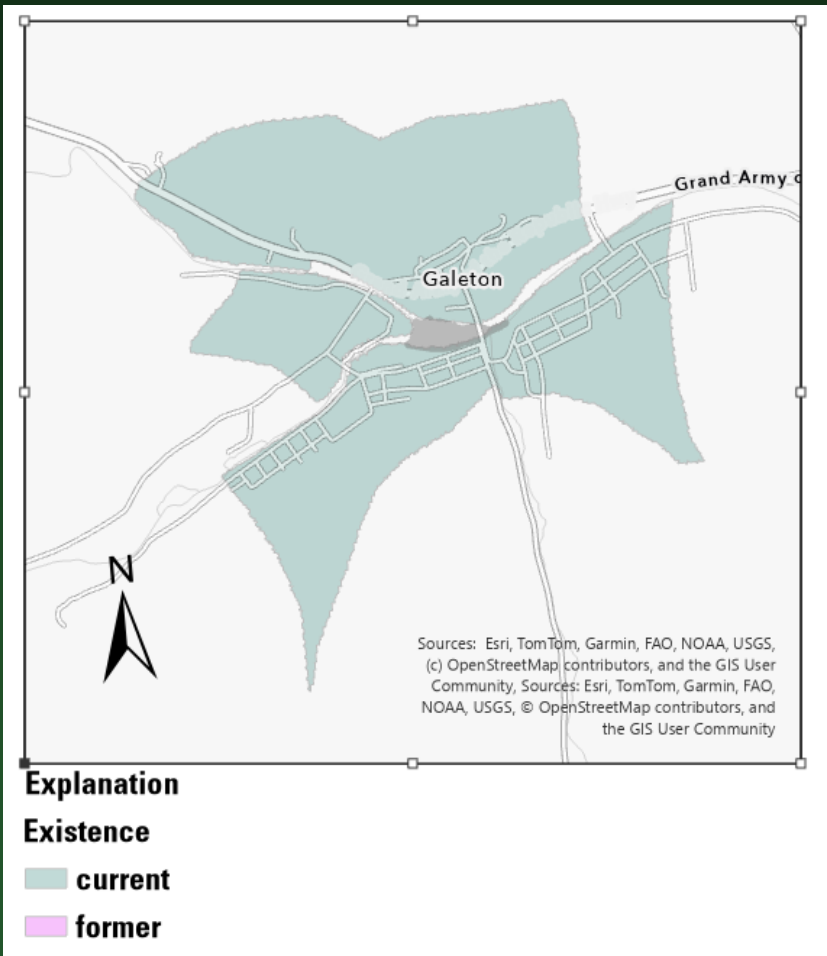 Grand Army o
Galeton
N
Sources: Esri, TomTom, Garmin, FAO, NOAA, USGS,
(c) OpenStreetMap contributors, and the GIS User
Community, Sources: Esri, TomTom, Garmin, FAO,
NOAA, USGS, © OpenStreetMap contributors, and
the GIS User Community
Explanation
Existence
current
former